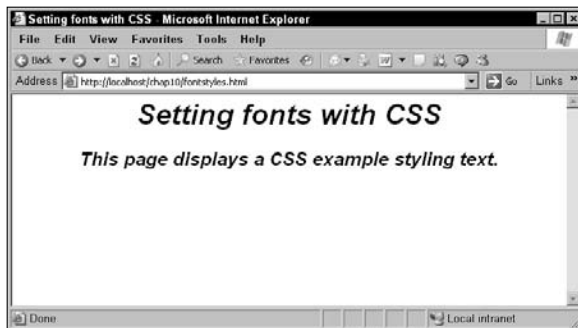 Setting fonts with CSS - Microsoft Internet Explorer
File Edit View Favorites Tools Help
Back Search Favorites
Address http://localhost/chap10/fontstyles.html Go Links »
Setting fonts with CSS
This page displays a CSS example styling text.
Done Local intranet